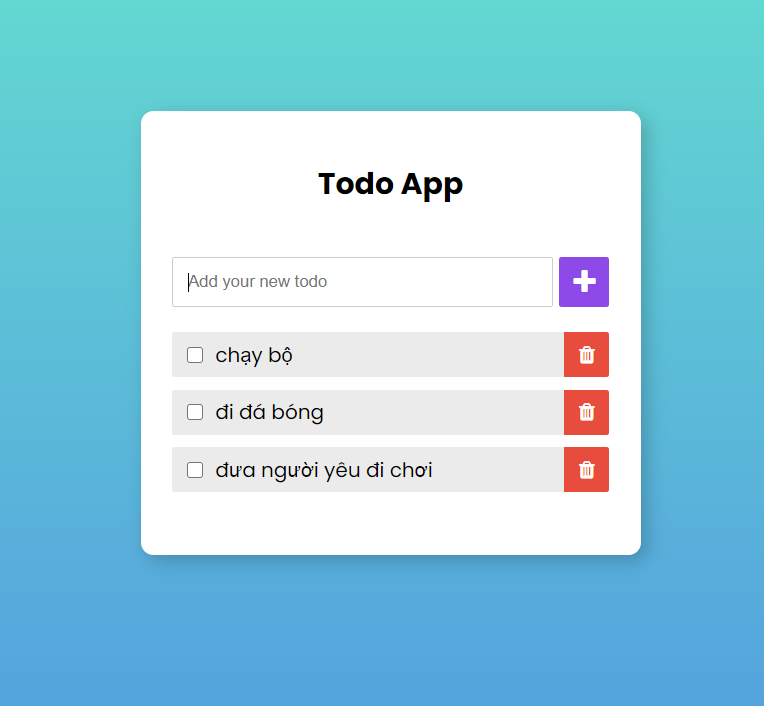 Todo App
Add your new todo
chạy bộ
đi đá bóng
đưa người yêu đi chơi